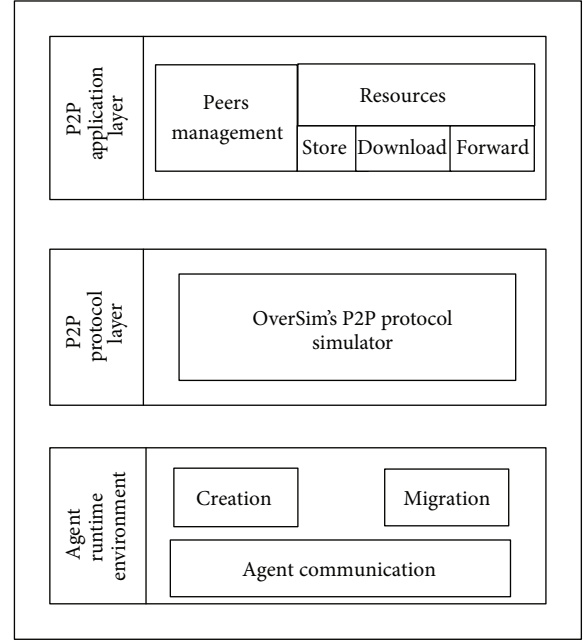 P2P
application
layer
Peers
management
Resources
Store
Download
Forward
P2P
protocol
layer
OverSim's P2P protocol
simulator
Agent
runtime
environment
Creation
Migration
Agent communication